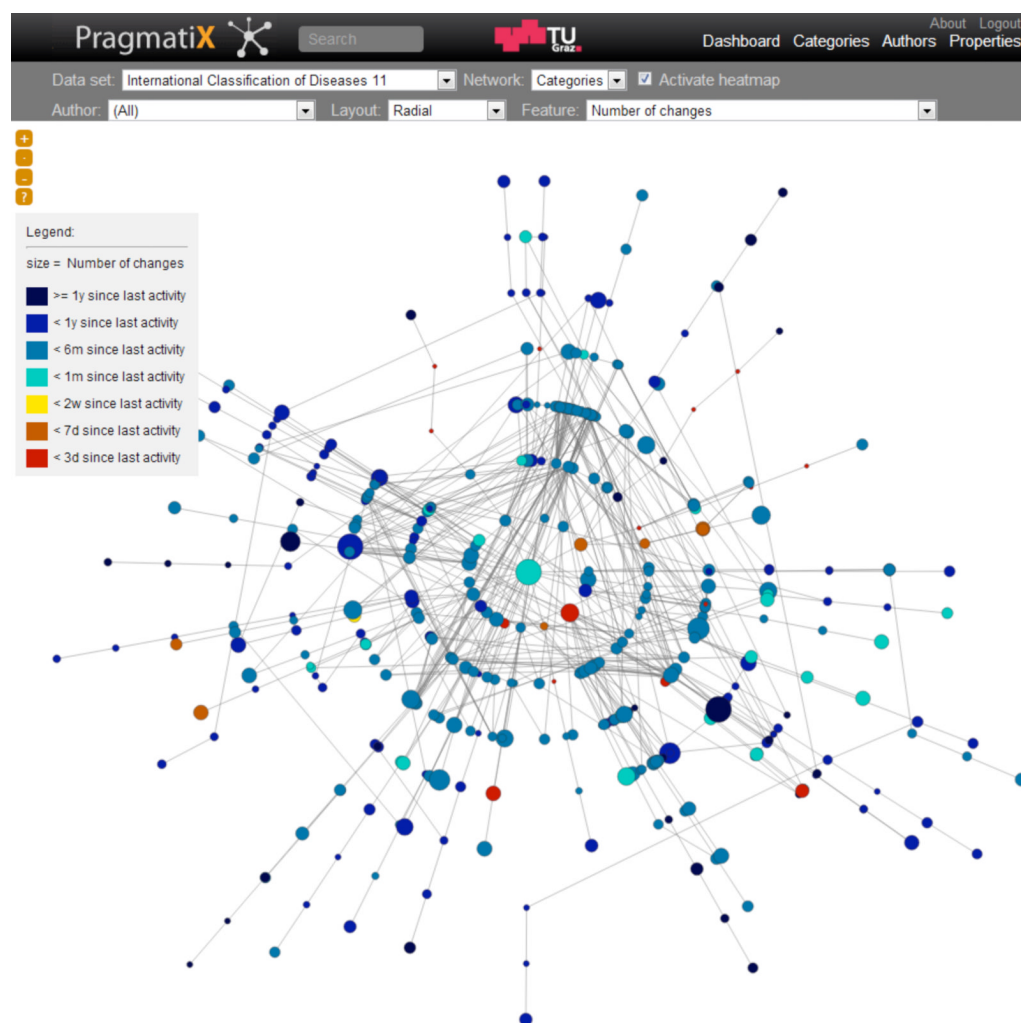 PragmatiX
Search
TU
Graz
About Logout
Dashboard Categories Authors Properties
Data set: International Classification of Diseases 11 Network: Categories Activate heatmap
Author: (All) Layout: Radial Feature: Number of changes
+
-
-
?
Legend:
size = Number of changes
>= 1y since last activity
< 1y since last activity
< 6m since last activity
< 1m since last activity
< 2w since last activity
< 7d since last activity
< 3d since last activity